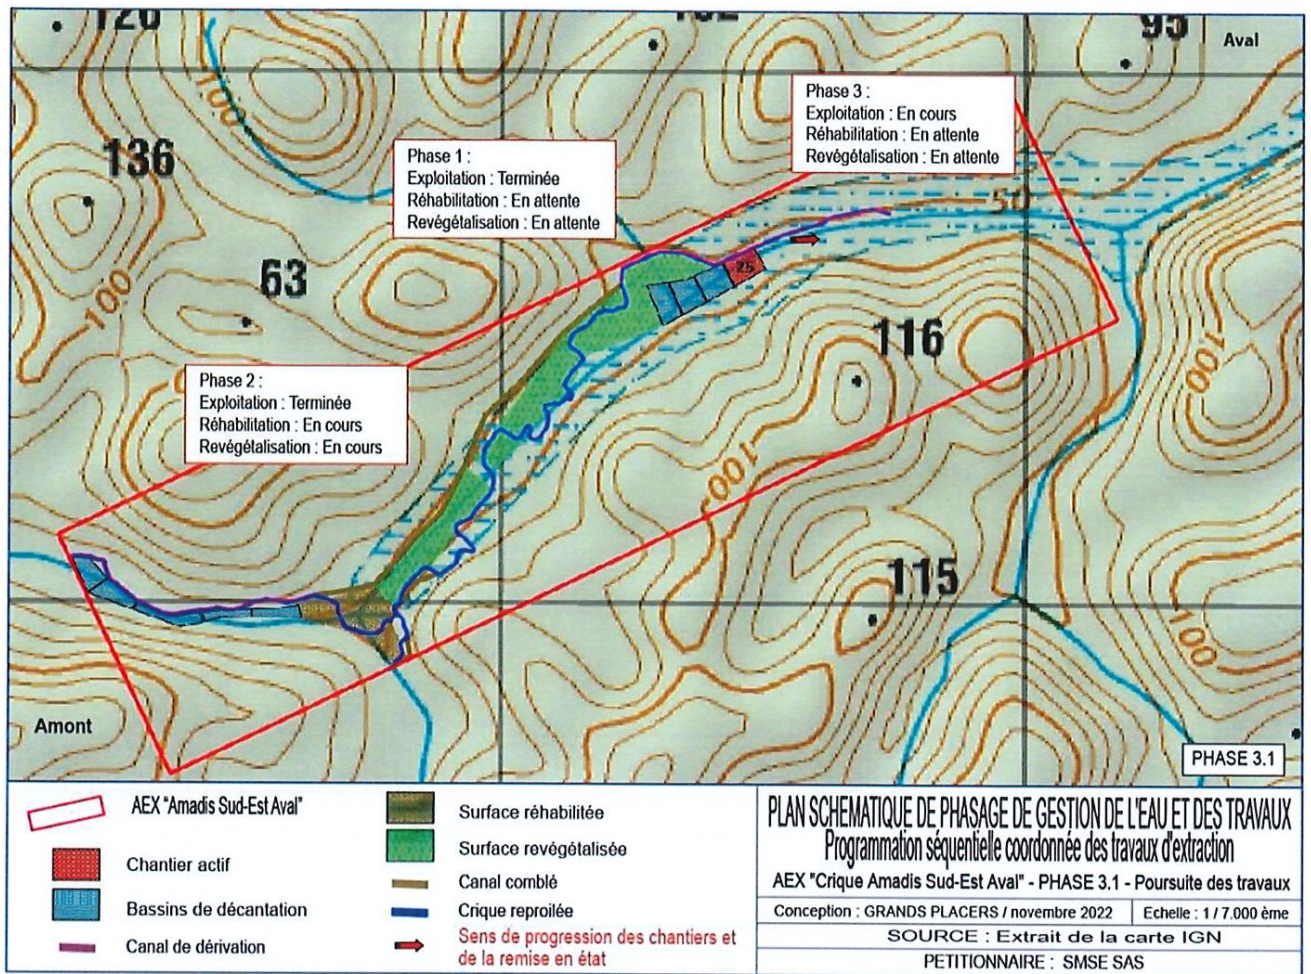 95
Aval
100
136
63
100
Phase 3 :
Exploitation : En cours
Réhabilitation : En attente
Revégétalisation : En attente
Phase 1 :
Exploitation : Terminée
Réhabilitation : En attente
Revégétalisation : En attente
50
25
116
100
100
Phase 2 :
Exploitation : Terminée
Réhabilitation : En cours
Revégétalisation : En cours
115
100
Amont
PHASE 3.1
AEX "Amadis Sud-Est Aval"
Chantier actif
Bassins de décantation
Canal de dérivation
Surface réhabilitée
Surface revégétalisée
Canal comblé
Crique reproilée
Sens de progression des chantiers et
de la remise en état
PLAN SCHEMATIQUE DE PHASAGE DE GESTION DE L'EAU ET DES TRAVAUX
Programmation séquentielle coordonnée des travaux d'extraction
AEX "Crique Amadis Sud-Est Aval" - PHASE 3.1 - Poursuite des travaux
Conception : GRANDS PLACERS / novembre 2022
Echelle : 1 / 7.000 ème
SOURCE : Extrait de la carte IGN
PETITIONNAIRE : SMSE SAS